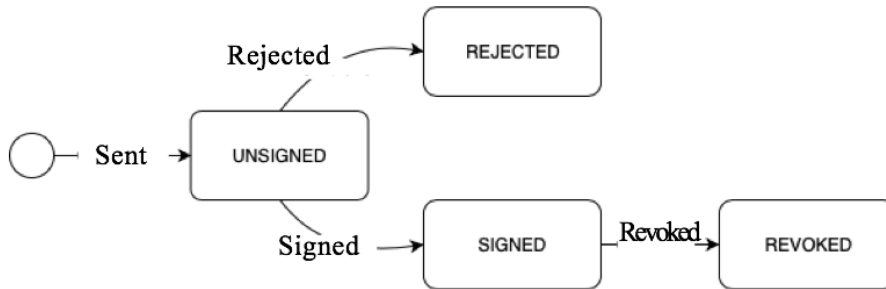 Rejected
REJECTED
Sent
UNSIGNED
Signed
SIGNED
Revoked
REVOKED